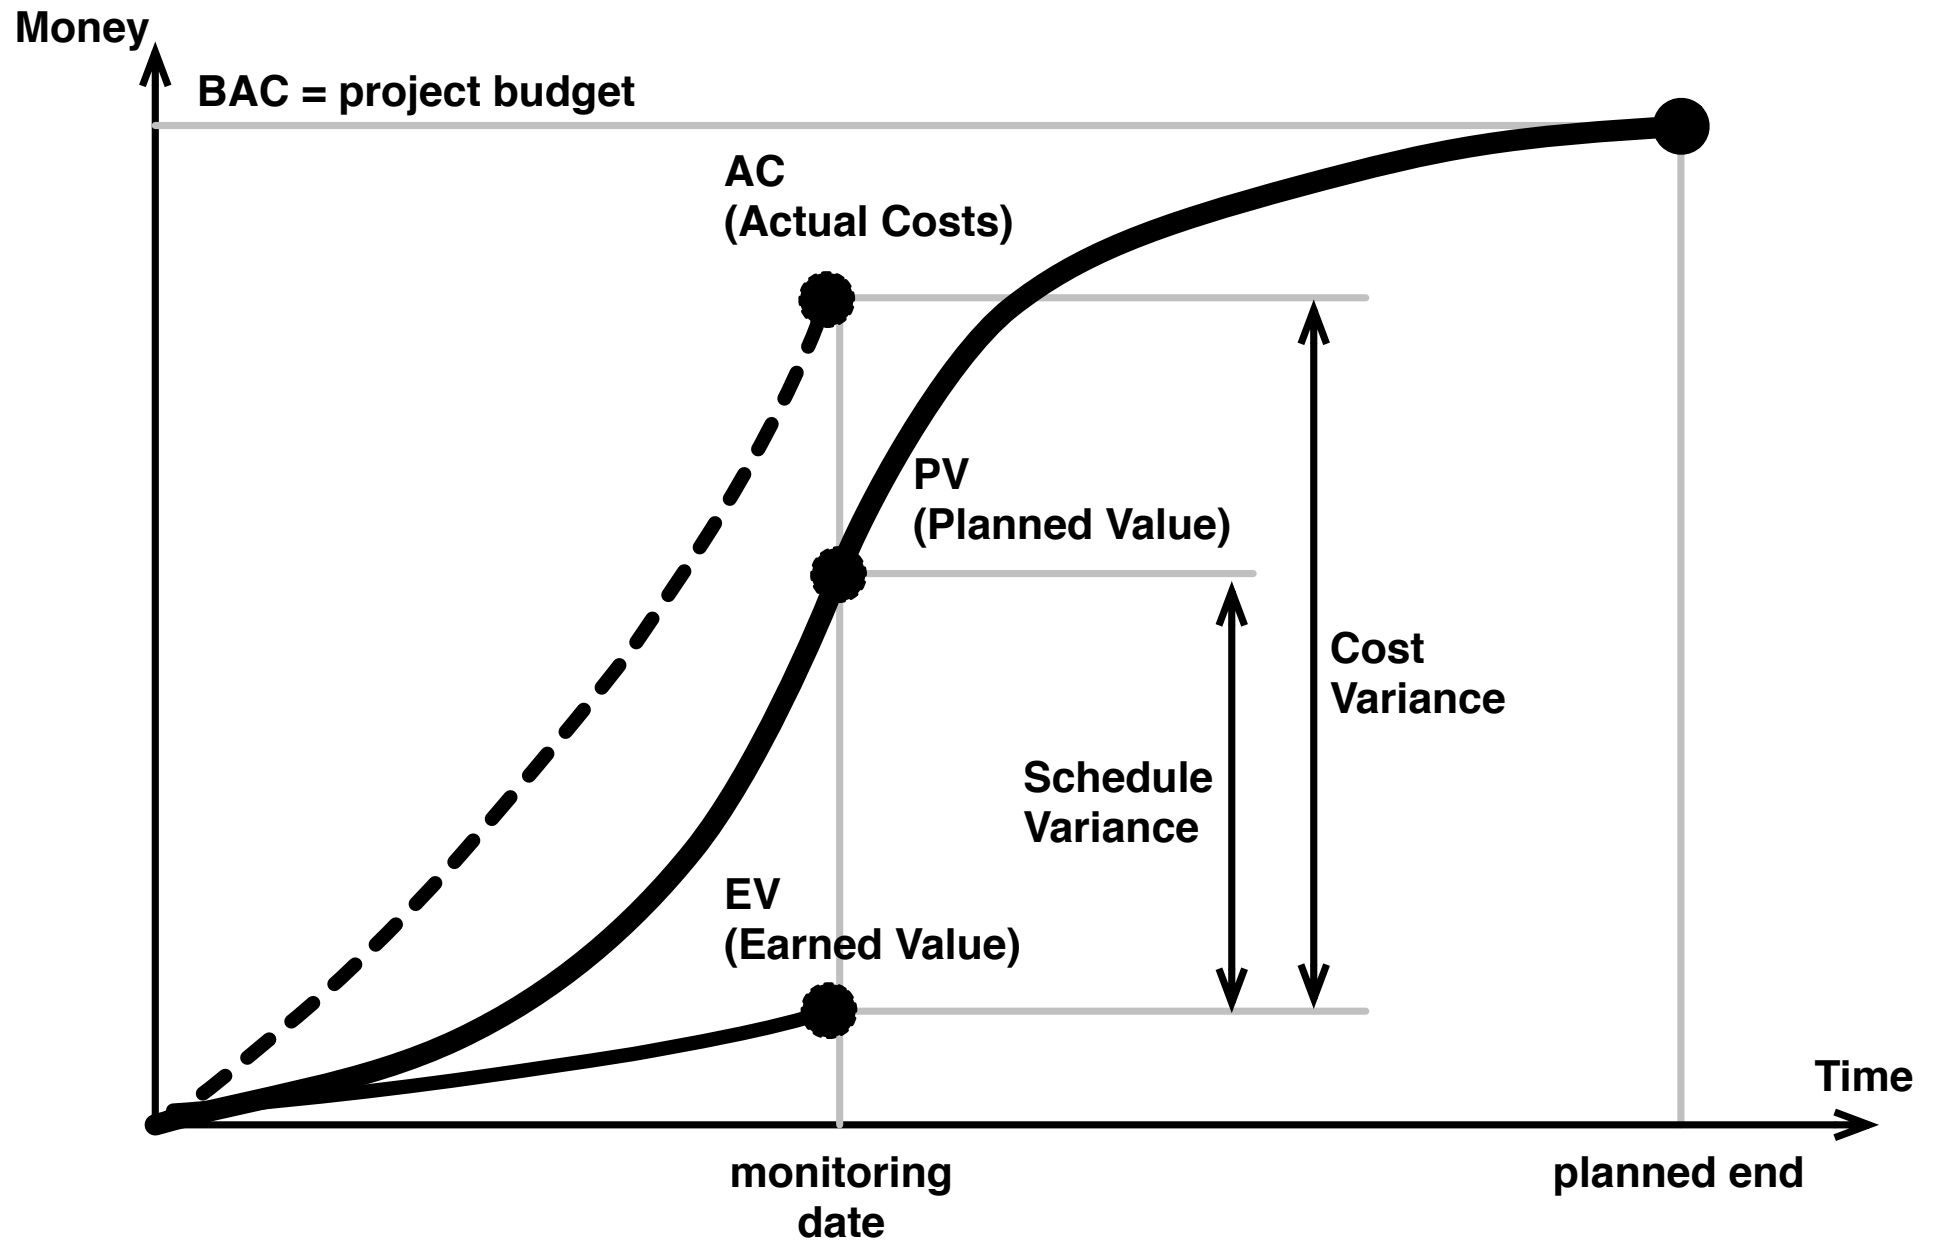 Money
BAC = project budget
AC
(Actual Costs)
PV
(Planned Value)
Cost
Variance
Schedule
Variance
EV
(Earned Value)
Time
monitoring
date
planned end